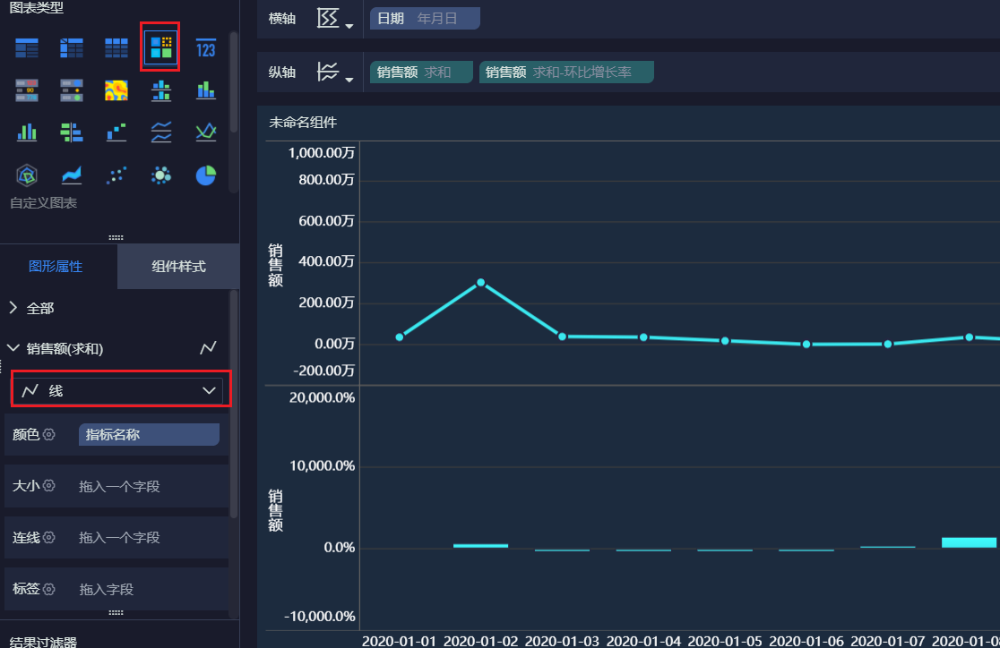 图表类型
123
90
自定义图表
图形属性
组件样式
全部
销售额(求和)
线
颜色
指标名称
大小
拖入一个字段
连线
拖入一个字段
标签
拖入字段
结果过滤器
横轴
日期 年月日
纵轴
销售额 求和
销售额 求和-环比增长率
未命名组件
1,000.00万
800.00万
600.00万
400.00万
200.00万
0.00万
-200.00万
销售额
20,000.0%
10,000.0%
0.0%
-10,000.0%
销售额
2020-01-01 2020-01-02 2020-01-03 2020-01-04 2020-01-05 2020-01-06 2020-01-07 2020-01-0